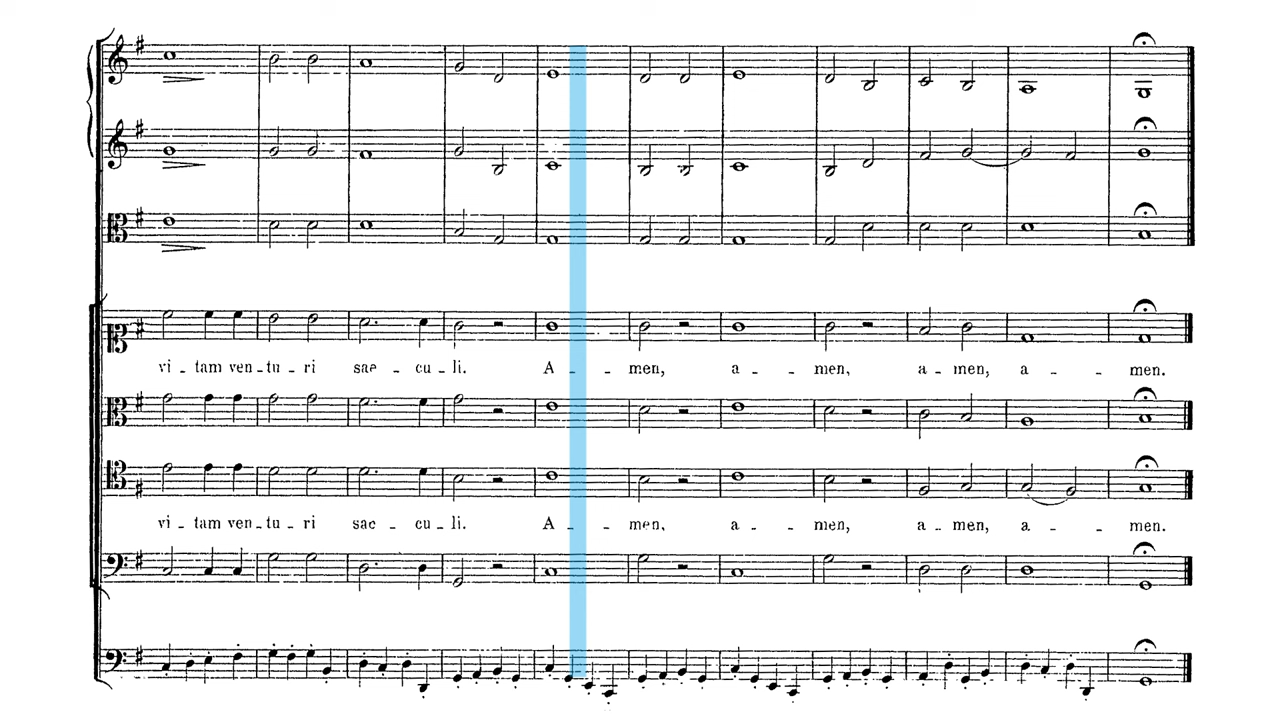 vi - tam ven - tu - ri sae - cu - li. A - - men, a - - men, a - men, a - - men.
vi - tam ven - tu - ri sae - cu - li. A - - men, a - - men, a - men, a - - men.